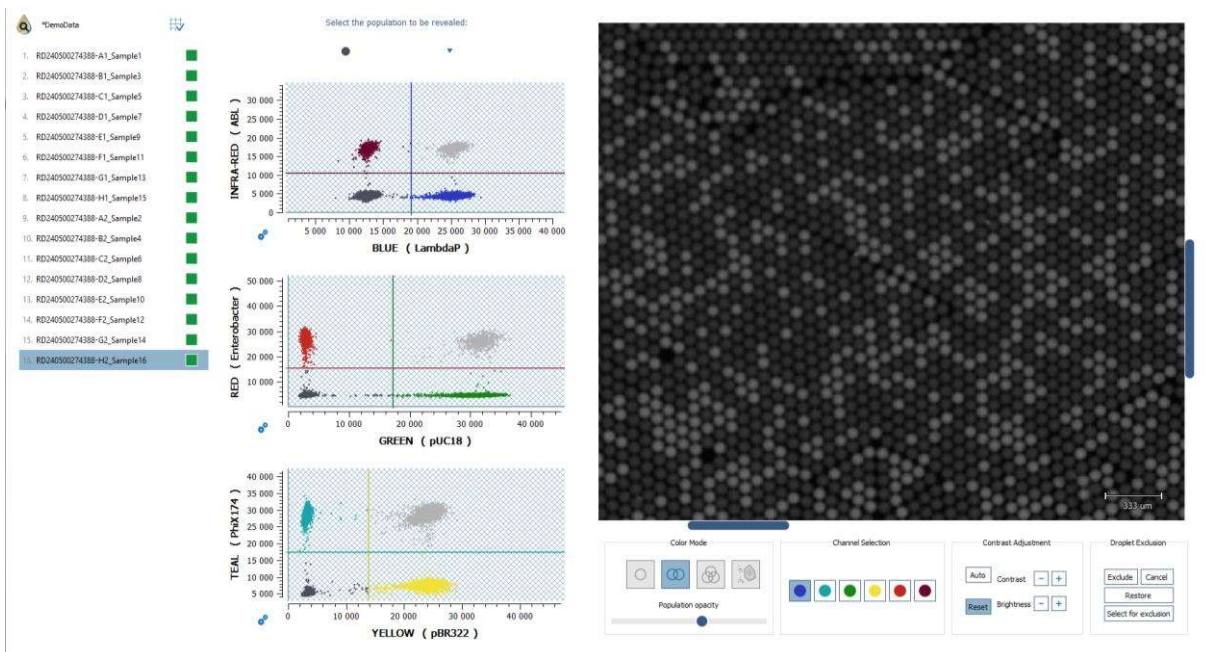 *DemoData
1. RD240500274388-A1_Sample1
2. RD240500274388-B1_Sample3
3. RD240500274388-C1_Sample5
4. RD240500274388-D1_Sample7
5. RD240500274388-E1_Sample9
6. RD240500274388-F1_Sample11
7. RD240500274388-G1_Sample13
8. RD240500274388-H1_Sample15
9. RD240500274388-A2_Sample2
10. RD240500274388-B2_Sample4
11. RD240500274388-C2_Sample6
12. RD240500274388-D2_Sample8
13. RD240500274388-E2_Sample10
14. RD240500274388-F2_Sample12
15. RD240500274388-G2_Sample14
16. RD240500274388-H2_Sample16
Select the population to be revealed:
INFRA-RED ( ABL )
30 000
25 000
20 000
15 000
10 000
5 000
0
5 000 10 000 15 000 20 000 25 000 30 000 35 000 40 000
BLUE ( LambdaP )
RED ( Enterobacter )
50 000
40 000
30 000
20 000
10 000
0 10 000 20 000 30 000 40 000
GREEN ( pUC18 )
TEAL ( PhiX174 )
40 000
35 000
30 000
25 000
20 000
15 000
10 000
5 000
0 10 000 20 000 30 000 40 000
YELLOW ( pBR322 )
333 um
Color Mode
Population opacity
Channel Selection
Contrast Adjustment
Auto Contrast - +
Reset Brightness - +
Droplet Exclusion
Exclude Cancel
Restore
Select for exclusion